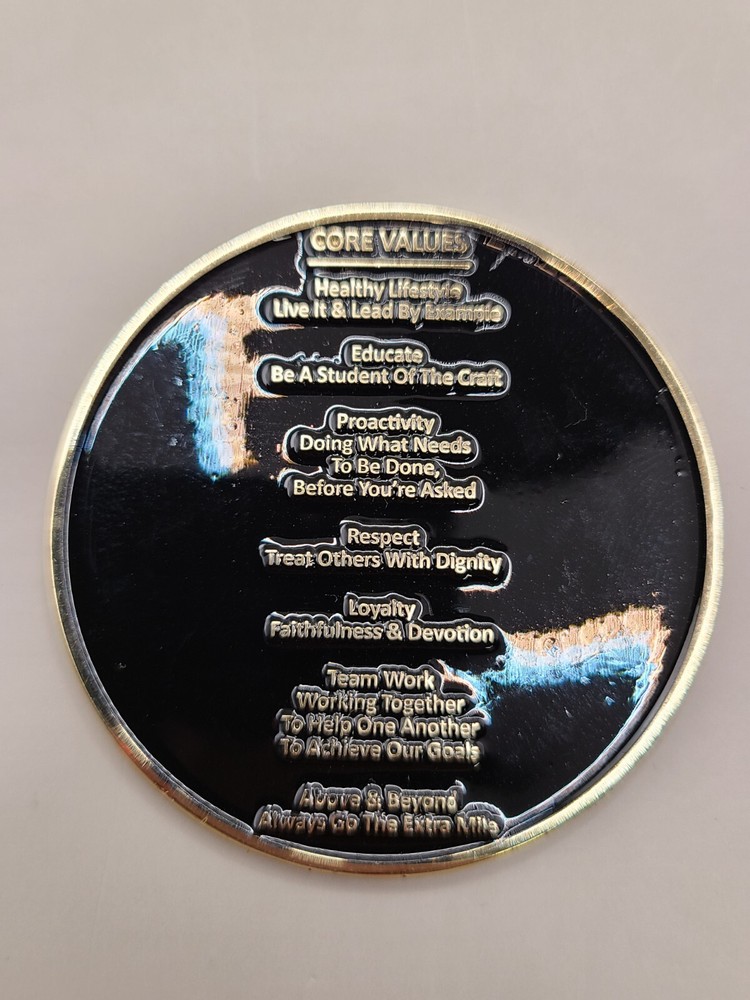 CORE VALUES
Healthy Lifestyle
Live It & Lead By Example
Educate
Be A Student Of The Craft
Proactivity
Doing What Needs
To Be Done,
Before You're Asked
Respect
Treat Others With Dignity
Loyalty
Faithfulness & Devotion
Team Work
Working Together
To Help One Another
To Achieve Our Goals
Above & Beyond
Always Go The Extra Mile